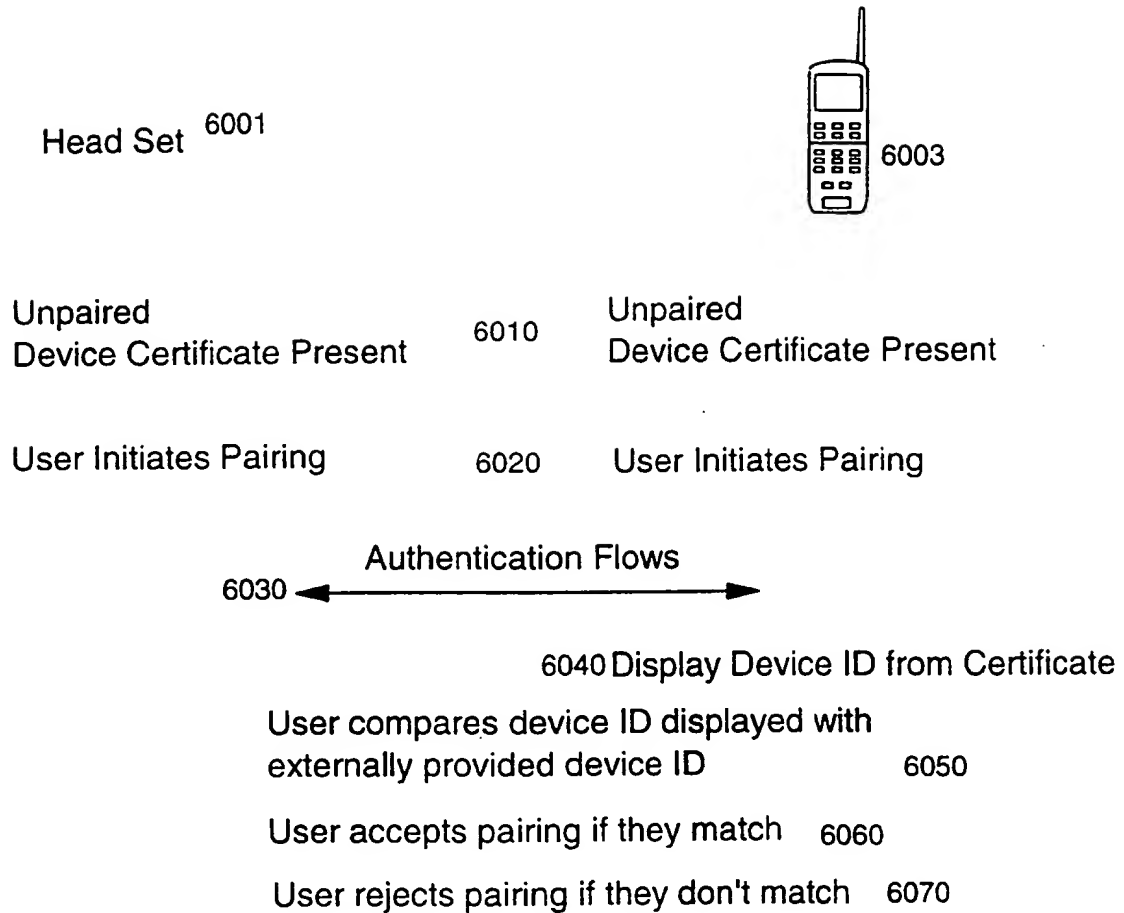 Head Set 6001
6003
Unpaired
Device Certificate Present
6010
Unpaired
Device Certificate Present
User Initiates Pairing 6020 User Initiates Pairing
Authentication Flows
6030
6040 Display Device ID from Certificate
User compares device ID displayed with
externally provided device ID 6050
User accepts pairing if they match 6060
User rejects pairing if they don't match 6070